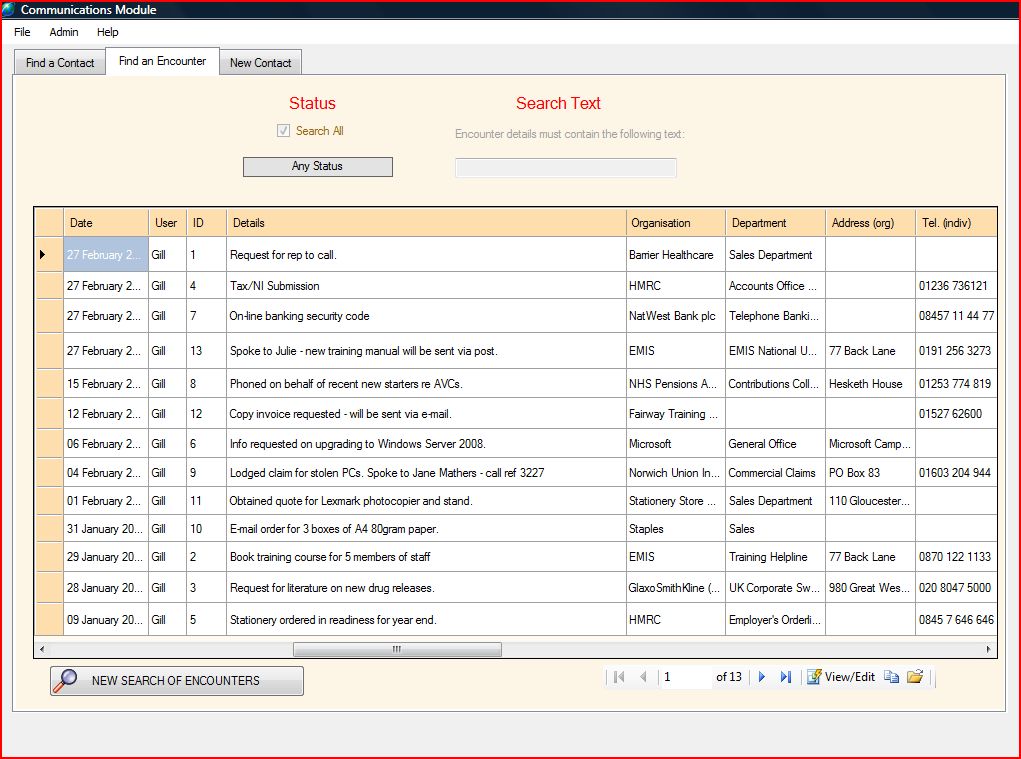 Communications Module
File Admin Help
Find a Contact Find an Encounter New Contact
Status Search Text
Search All Encounter details must contain the following text:
Any Status
Date User ID Details Organisation Department Address (org) Tel. (indiv)
27 February 2... Gill 1 Request for rep to call. Barrier Healthcare Sales Department
27 February 2... Gill 4 Tax/NI Submission HMRC Accounts Office ... 01236 736121
27 February 2... Gill 7 On-line banking security code NatWest Bank plc Telephone Banki... 08457 11 44 77
27 February 2... Gill 13 Spoke to Julie - new training manual will be sent via post. EMIS EMIS National U... 77 Back Lane 0191 256 3273
15 February 2... Gill 8 Phoned on behalf of recent new starters re AVCs. NHS Pensions A... Contributions Coll... Hesketh House 01253 774 819
12 February 2... Gill 12 Copy invoice requested - will be sent via e-mail. Fairway Training ... 01527 62600
06 February 2... Gill 6 Info requested on upgrading to Windows Server 2008. Microsoft General Office Microsoft Camp...
04 February 2... Gill 9 Lodged claim for stolen PCs. Spoke to Jane Mathers - call ref 3227 Norwich Union In... Commercial Claims PO Box 83 01603 204 944
01 February 2... Gill 11 Obtained quote for Lexmark photocopier and stand. Stationery Store ... Sales Department 110 Gloucester...
31 January 20... Gill 10 E-mail order for 3 boxes of A4 80gram paper. Staples Sales
29 January 20... Gill 2 Book training course for 5 members of staff EMIS Training Helpline 77 Back Lane 0870 122 1133
28 January 20... Gill 3 Request for literature on new drug releases. GlaxoSmithKline (... UK Corporate Sw... 980 Great Wes... 020 8047 5000
09 January 20... Gill 5 Stationery ordered in readiness for year end. HMRC Employer's Orderli... 0845 7 646 646
NEW SEARCH OF ENCOUNTERS 1 of 13 View/Edit